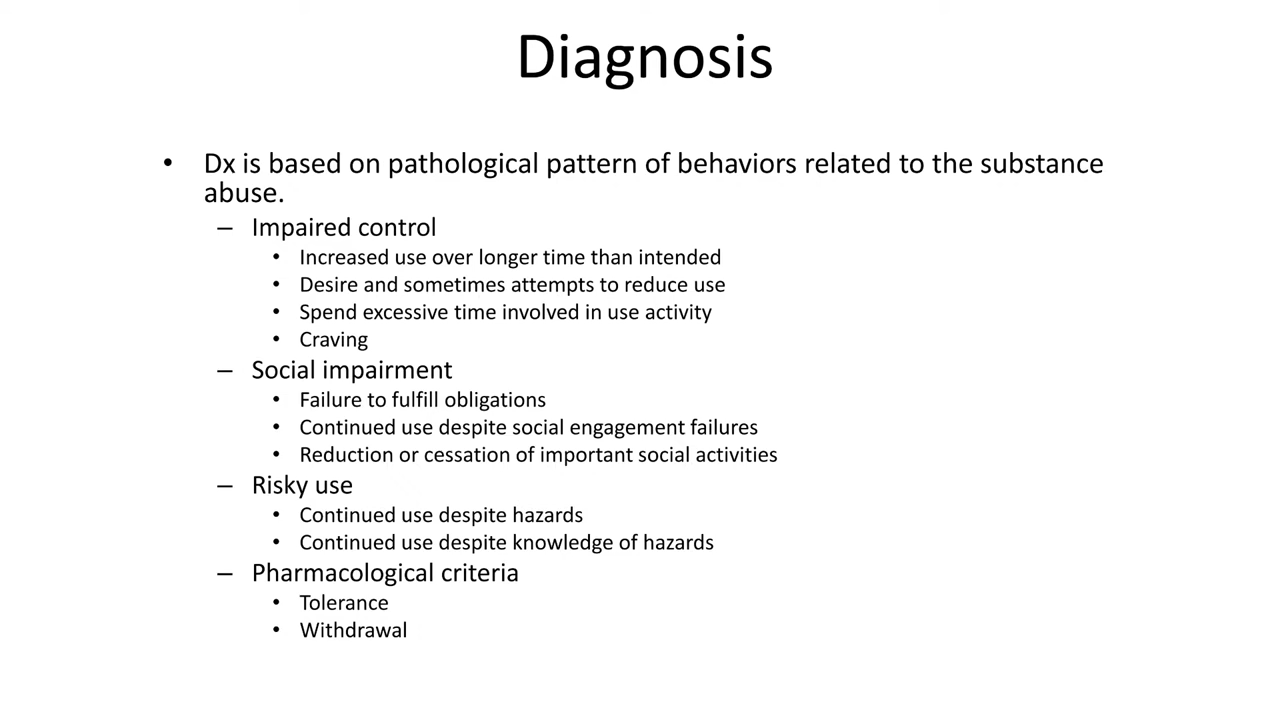 Diagnosis
• Dx is based on pathological pattern of behaviors related to the substance
abuse.
– Impaired control
• Increased use over longer time than intended
• Desire and sometimes attempts to reduce use
• Spend excessive time involved in use activity
• Craving
– Social impairment
• Failure to fulfill obligations
• Continued use despite social engagement failures
• Reduction or cessation of important social activities
– Risky use
• Continued use despite hazards
• Continued use despite knowledge of hazards
– Pharmacological criteria
• Tolerance
• Withdrawal